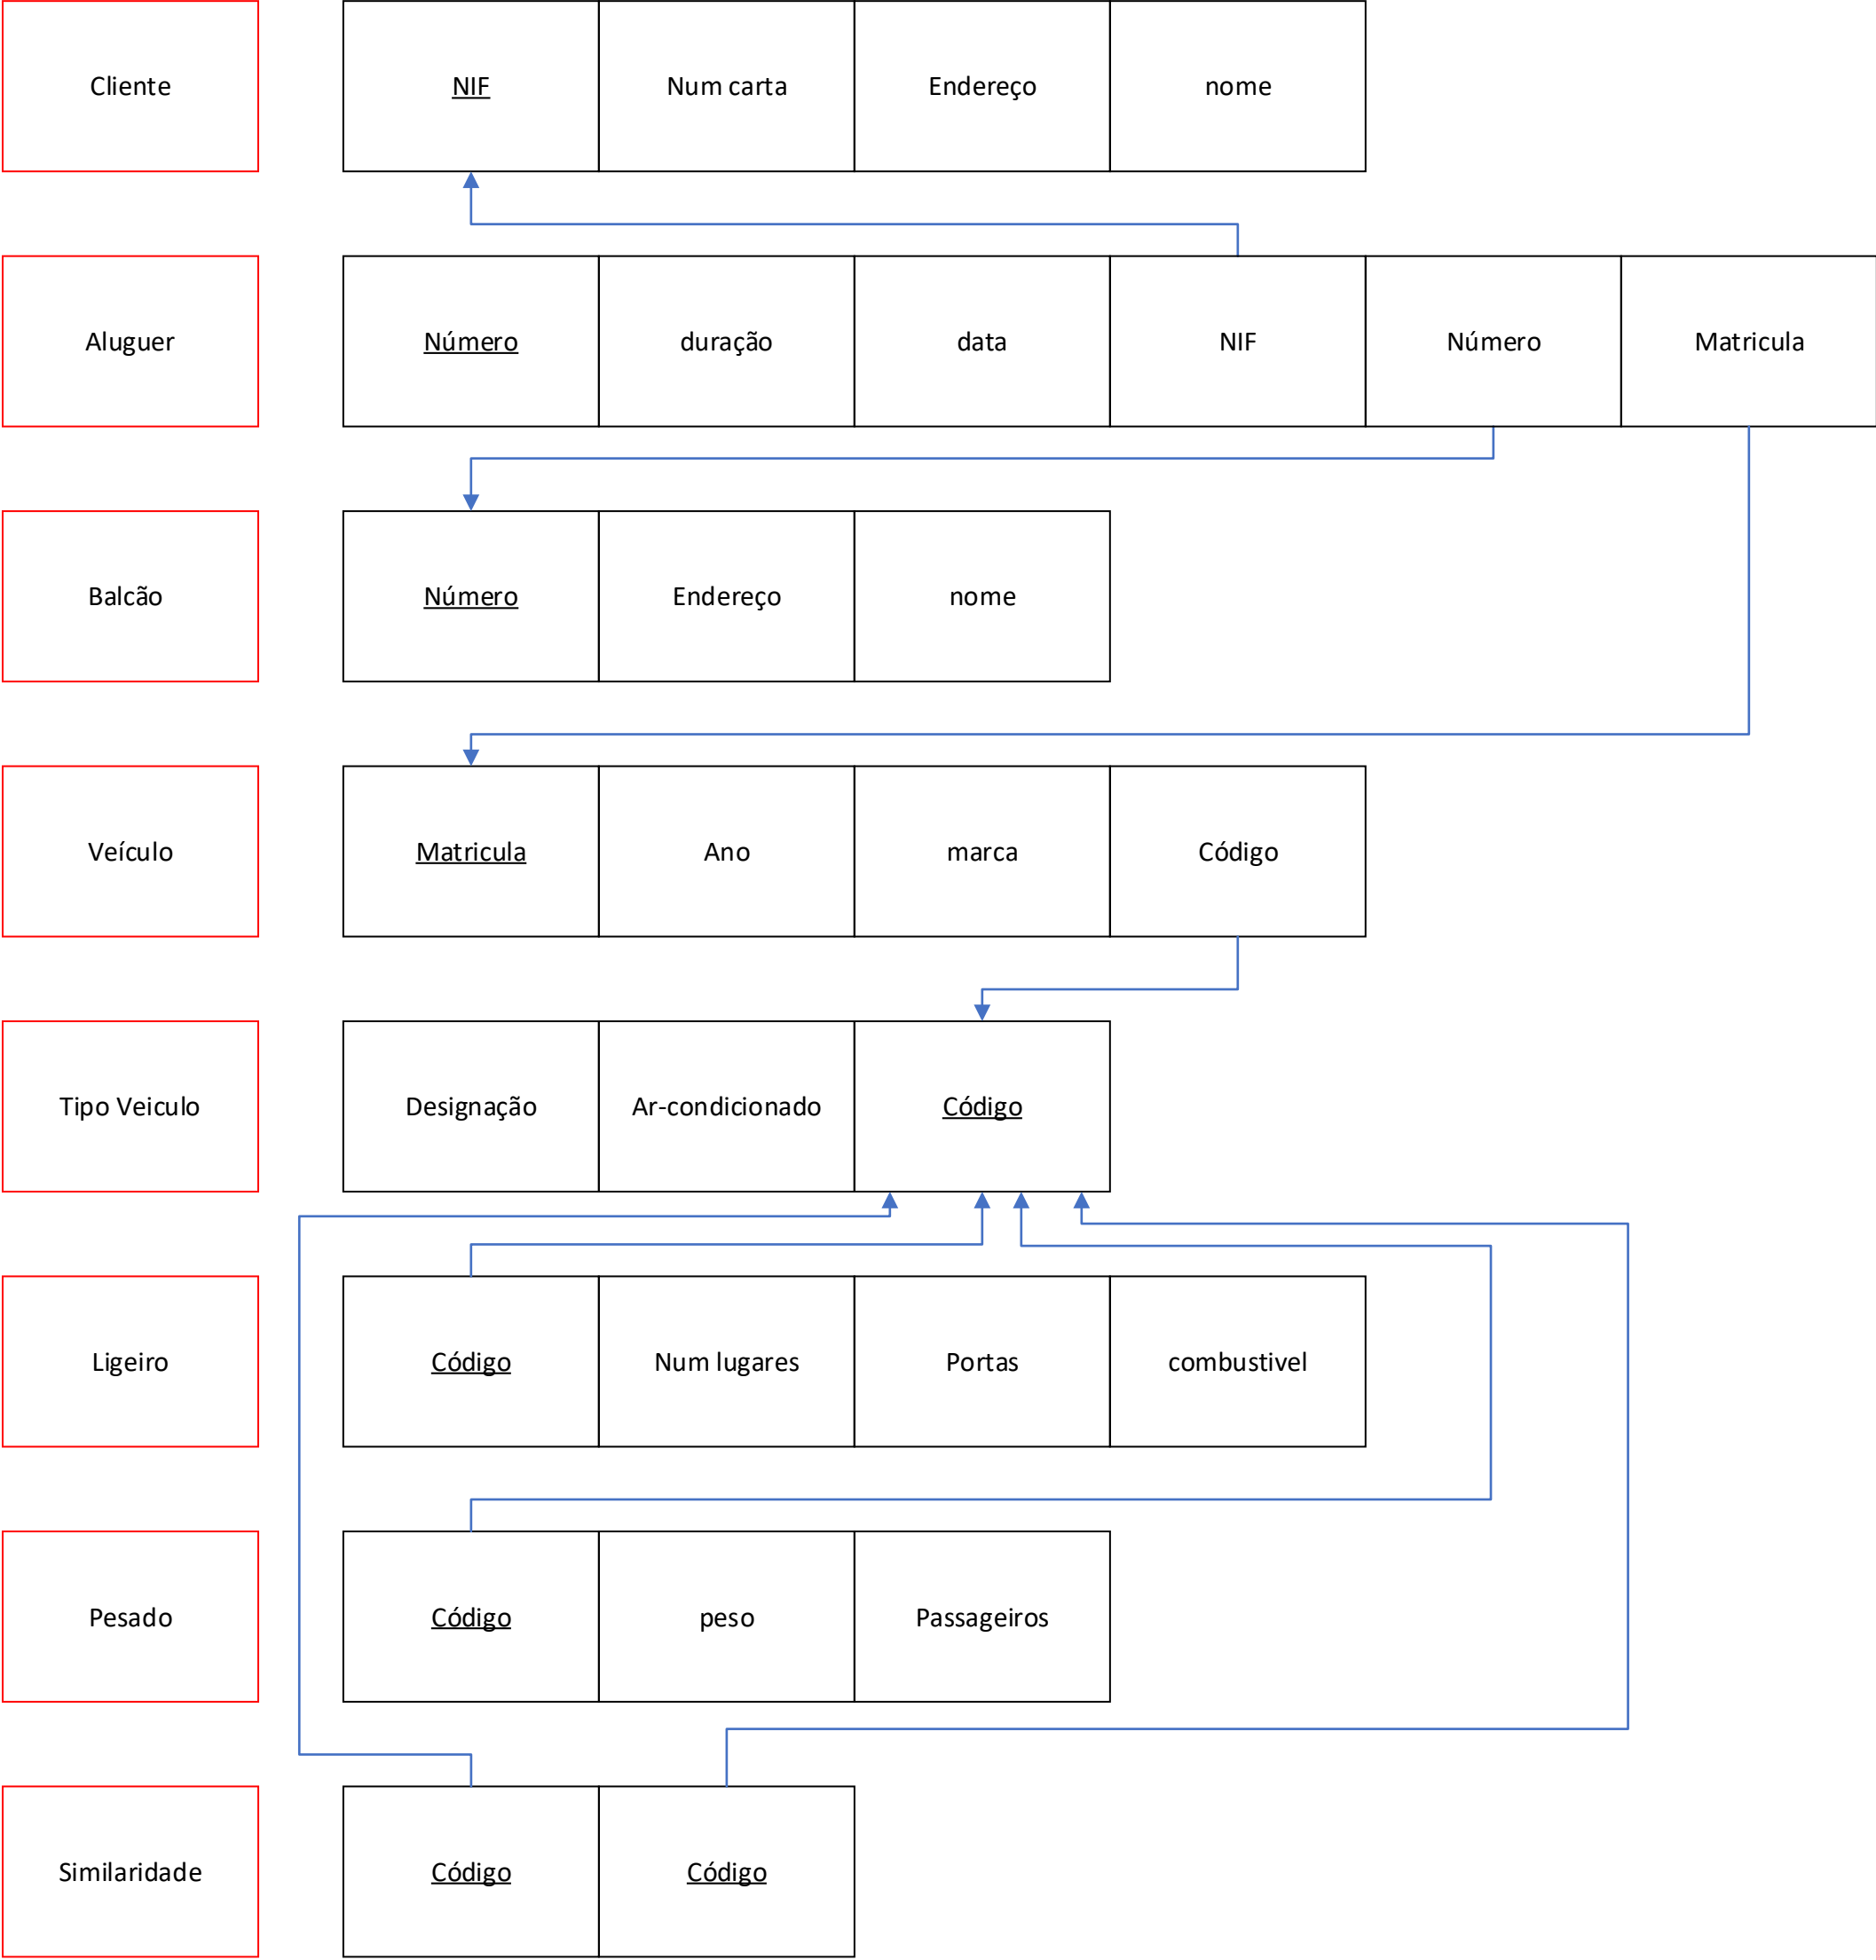 Cliente
NIF
Num carta
Endereço
nome
Aluguer
Número
duração
data
NIF
Número
Matricula
Balcão
Número
Endereço
nome
Veículo
Matricula
Ano
marca
Código
Tipo Veiculo
Designação
Ar-condicionado
Código
Ligeiro
Código
Num lugares
Portas
combustivel
Pesado
Código
peso
Passageiros
Similaridade
Código
Código